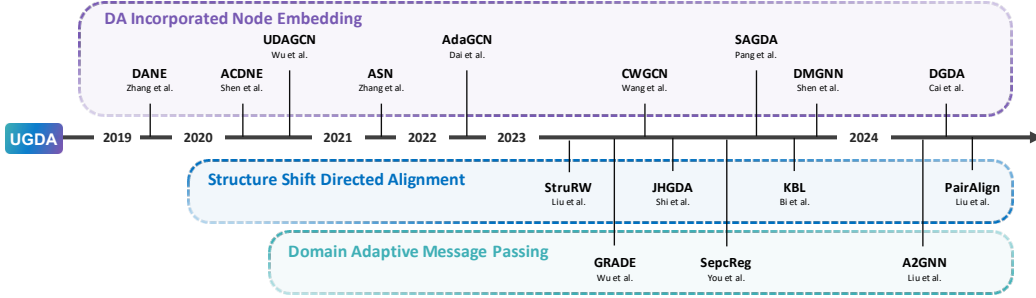 DA Incorporated Node Embedding
UDAGCN
Wu et al.
AdaGCN
Dai et al.
SAGDA
Pang et al.
DANE
Zhang et al.
ACDNE
Shen et al.
ASN
Zhang et al.
CWGCN
Wang et al.
DMGNN
Shen et al.
DGDA
Cai et al.
UGDA
2019
2020
2021
2022
2023
2024
Structure Shift Directed Alignment
StruRW
Liu et al.
JHGDA
Shi et al.
KBL
Bi et al.
PairAlign
Liu et al.
Domain Adaptive Message Passing
GRADE
Wu et al.
SepcReg
You et al.
A2GNN
Liu et al.